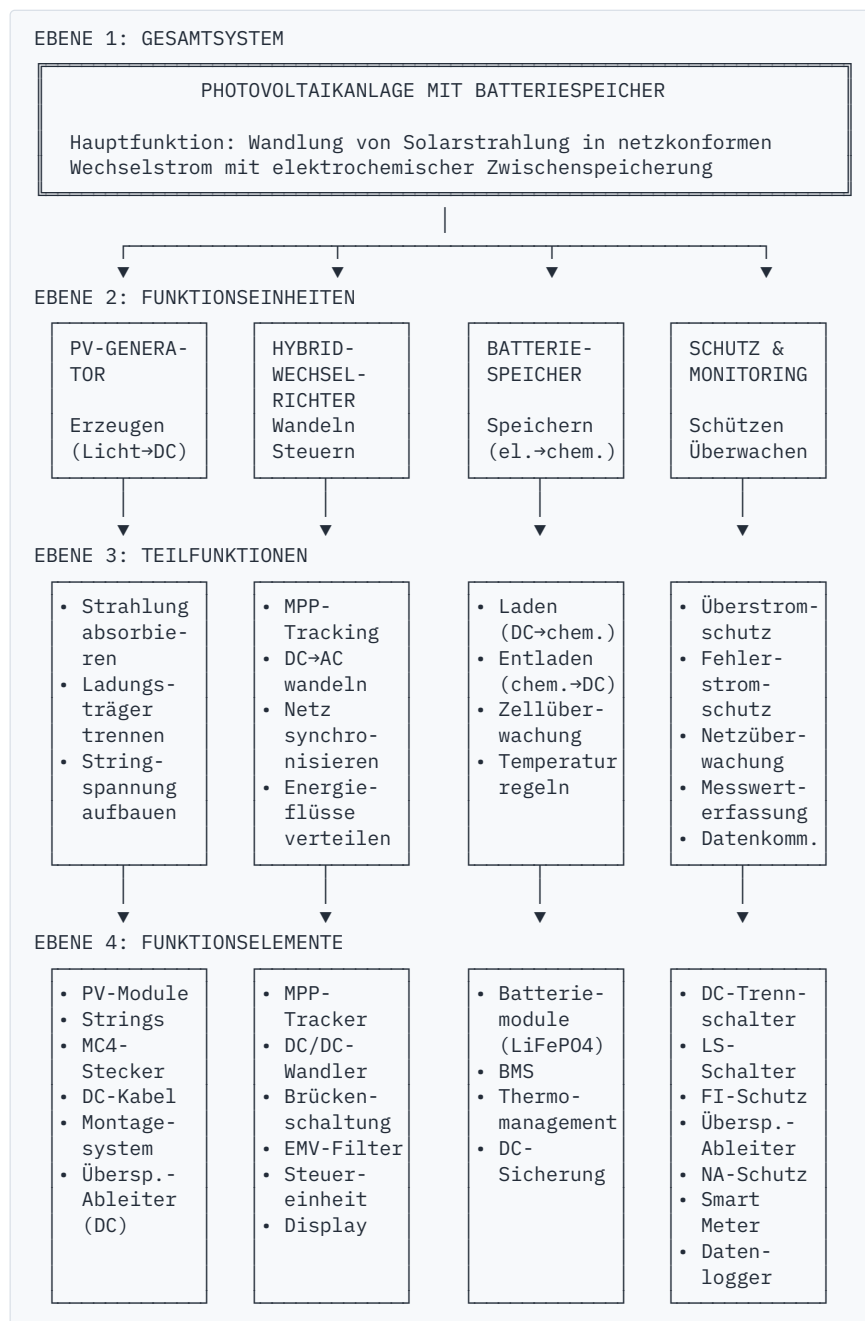 EBENE 1: GESAMTSYSTEM
PHOTOVOLTAIKANLAGE MIT BATTERIESPEICHER
Hauptfunktion: Wandlung von Solarstrahlung in netzkonformen
Wechselstrom mit elektrochemischer Zwischenspeicherung
EBENE 2: FUNKTIONSEINHEITEN
PV-GENERA-
TOR
Erzeugen
(Licht→DC)
HYBRID-
WECHSEL-
RICHTER
Wandeln
Steuern
BATTERIE-
SPEICHER
Speichern
(el.→chem.)
SCHUTZ &
MONITORING
Schützen
Überwachen
EBENE 3: TEILFUNKTIONEN
• Strahlung
absorbie-
ren
• Ladungs-
träger
trennen
• String-
spannung
aufbauen
• MPP-
Tracking
• DC→AC
wandeln
• Netz
synchro-
nisieren
• Energie-
flüsse
verteilen
• Laden
(DC→chem.)
• Entladen
(chem.→DC)
• Zellüber-
wachung
• Temperatur
regeln
• Überstrom-
schutz
• Fehler-
strom-
schutz
• Netzüber-
wachung
• Messwert-
erfassung
• Datenkomm.
EBENE 4: FUNKTIONSELEMENTE
• PV-Module
• Strings
• MC4-
Stecker
• DC-Kabel
• Montage-
system
• Übersp.-
Ableiter
(DC)
• MPP-
Tracker
• DC/DC-
Wandler
• Brücken-
schaltung
• EMV-Filter
• Steuer-
einheit
• Display
• Batterie-
module
(LiFePO4)
• BMS
• Thermo-
management
• DC-
Sicherung
• DC-Trenn-
schalter
• LS-
Schalter
• FI-Schutz
• Übersp.-
Ableiter
• NA-Schutz
• Smart
Meter
• Daten-
logger